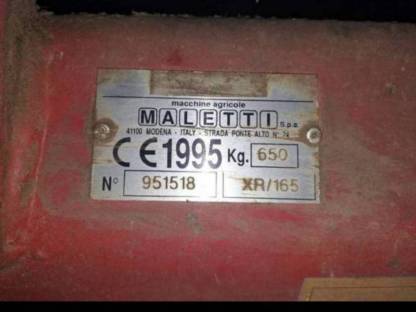 macchine agricole
MALETTI S.p.a.
41100 MODENA - ITALY - STRADA PONTE ALTO N° 74
CE 1995 Kg. 650
N° 951518 XR/165